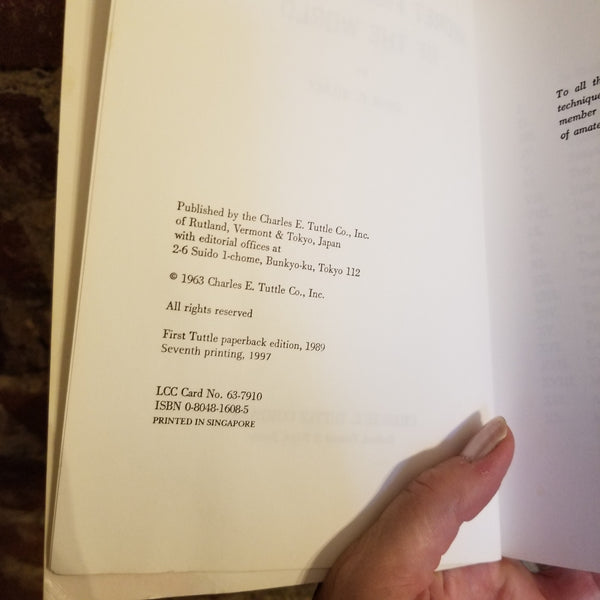 Published by the Charles E. Tuttle Co., Inc.
of Rutland, Vermont & Tokyo, Japan
with editorial offices at
2-6 Suido 1-chome, Bunkyo-ku, Tokyo 112
© 1963 Charles E. Tuttle Co., Inc.
All rights reserved
First Tuttle paperback edition, 1989
Seventh printing, 1997
LCC Card No. 63-7910
ISBN 0-8048-1608-5
PRINTED IN SINGAPORE
To all
member
of